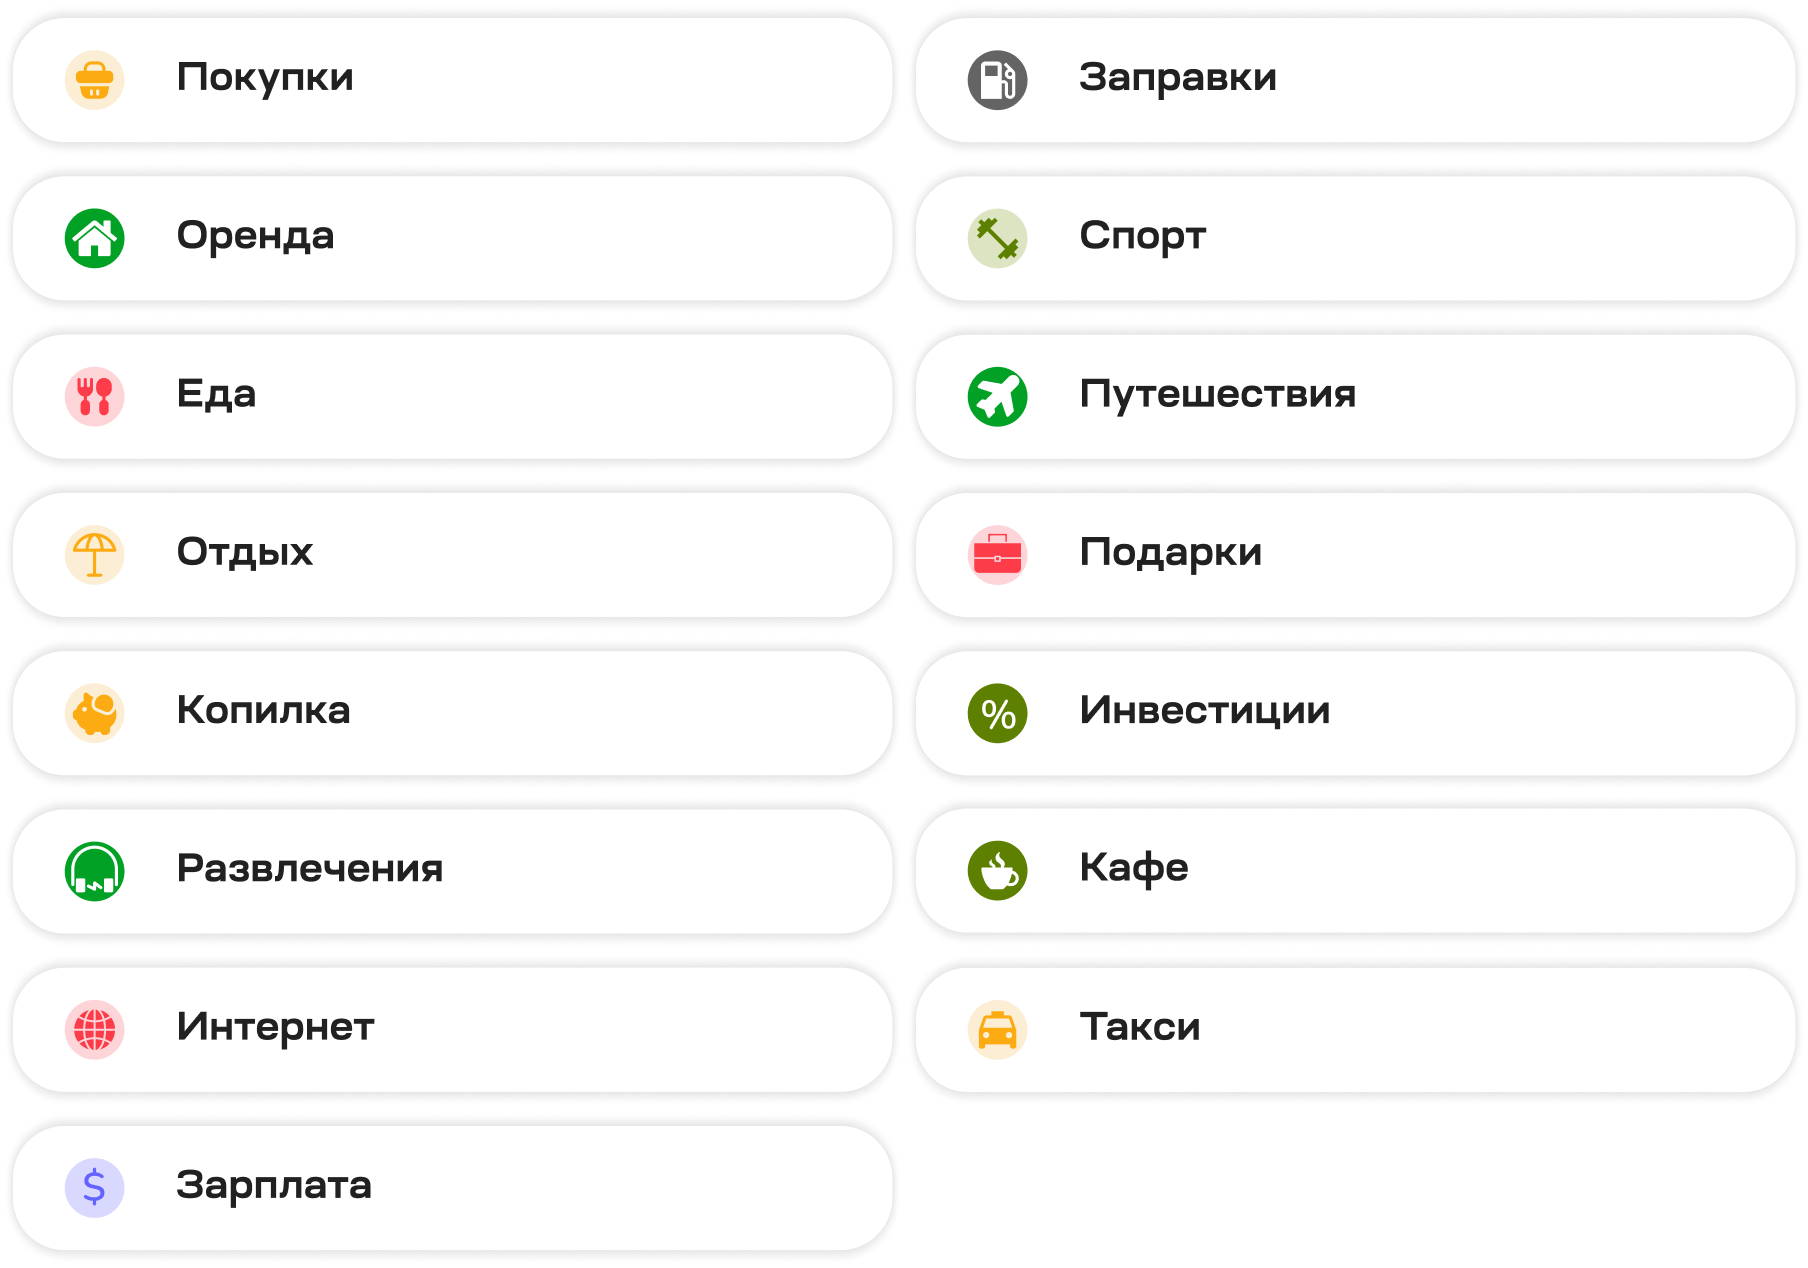 Покупки
Оренда
Еда
Отдых
Копилка
Развлечения
Интернет
Зарплата
Заправки
Спорт
Путешествия
Подарки
Инвестиции
Кафе
Такси